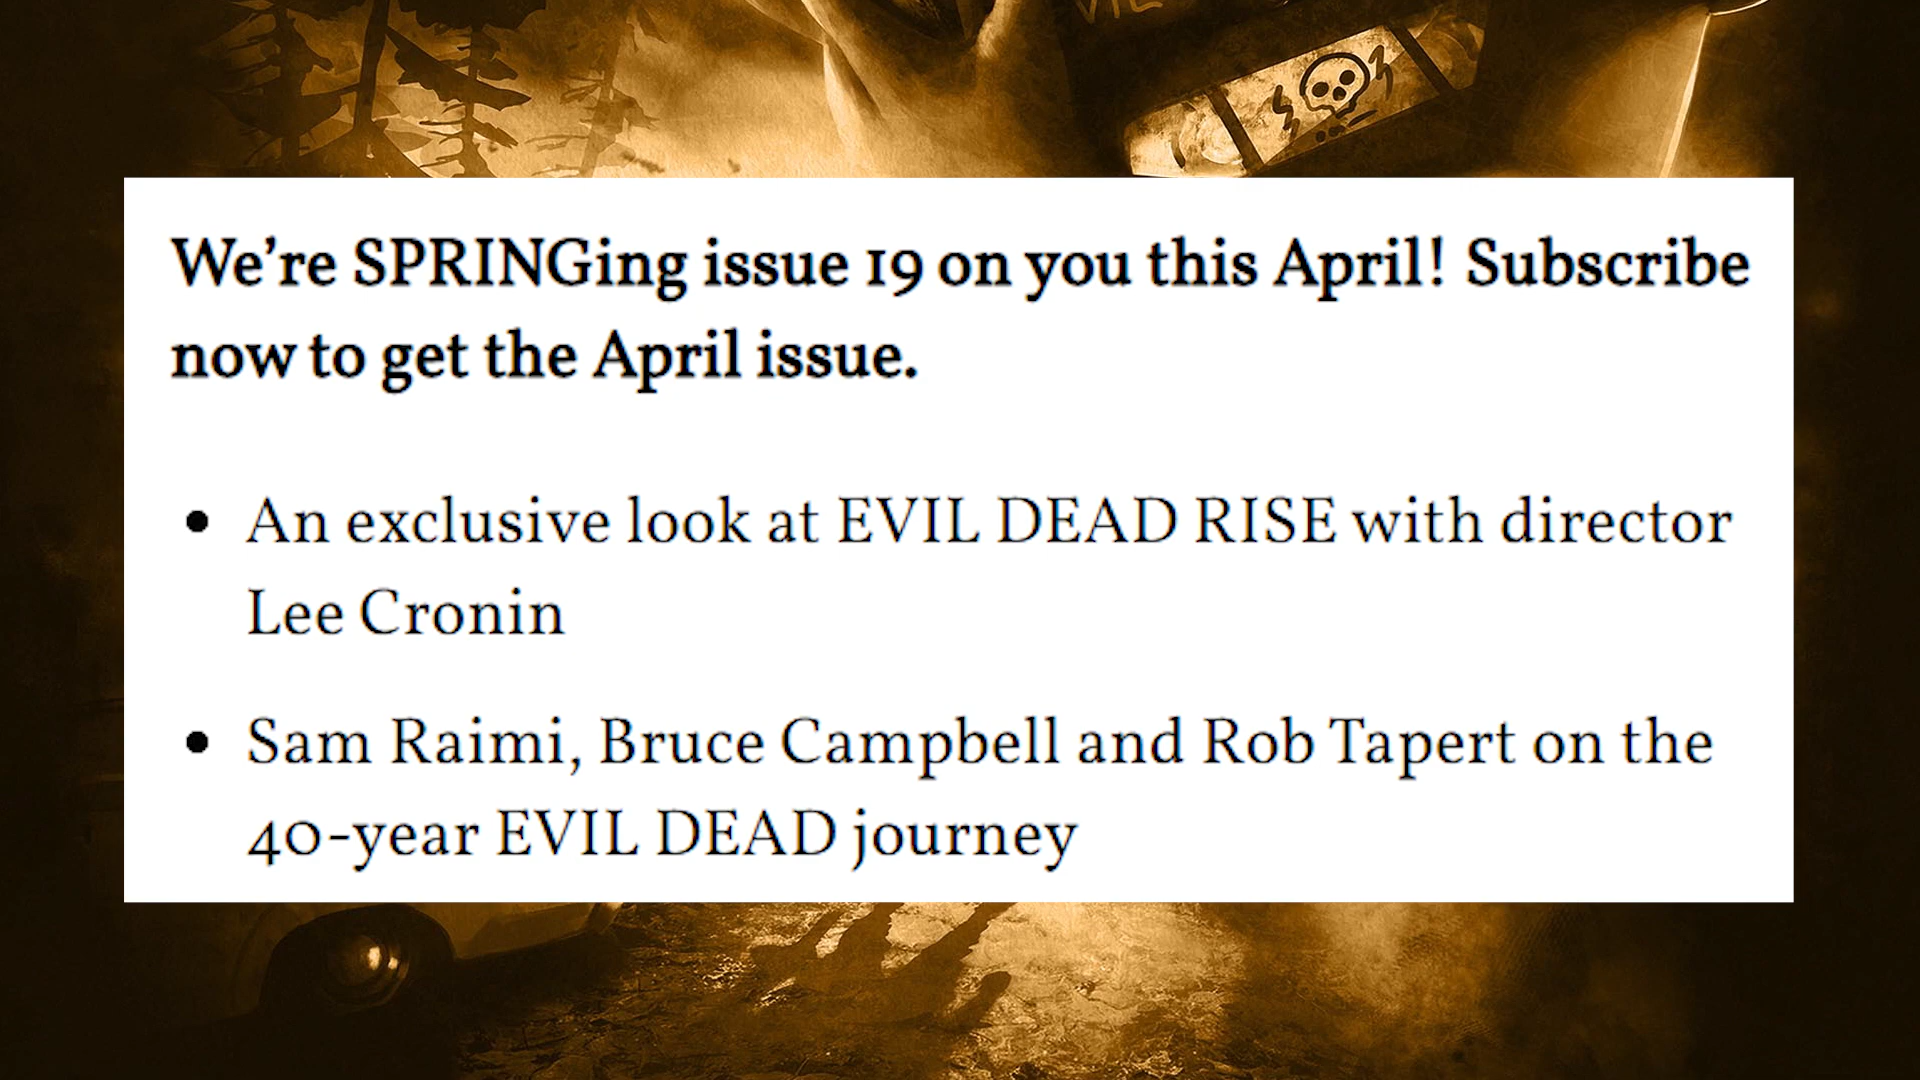 We’re SPRINGing issue 19 on you this April! Subscribe
now to get the April issue.
• An exclusive look at EVIL DEAD RISE with director
Lee Cronin
• Sam Raimi, Bruce Campbell and Rob Tapert on the
40-year EVIL DEAD journey